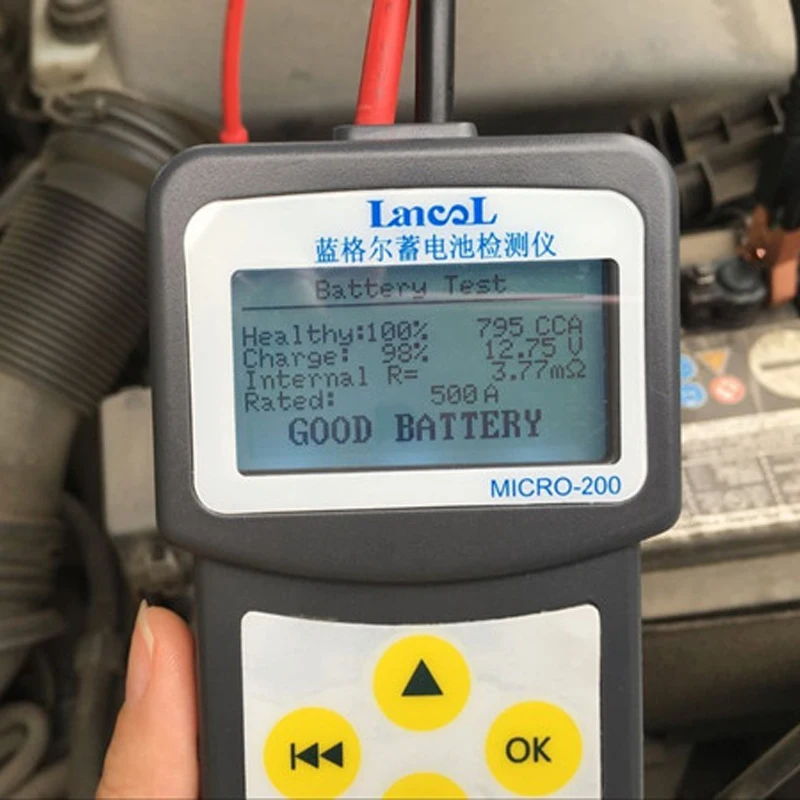 Lancol
蓝格尔蓄电池检测仪
Battery Test
Healthy:100% 795 CCA
Charge: 98% 12.75 V
Internal R= 3.77mΩ
Rated: 500 A
GOOD BATTERY
MICRO-200
OK